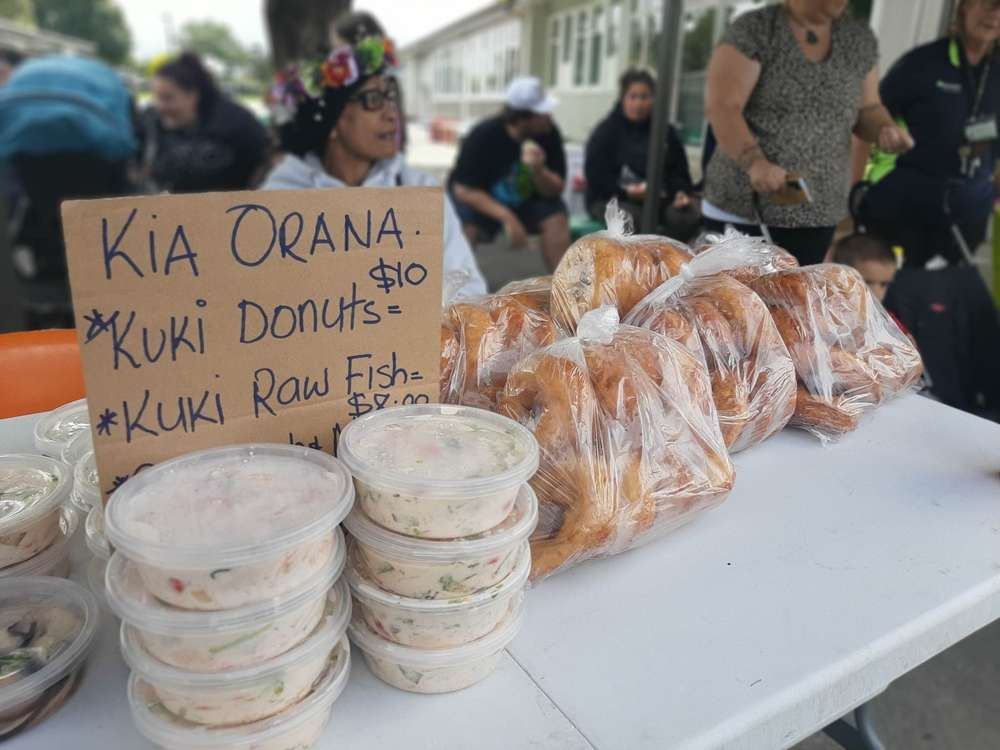 KIA ORANA.
$10
*KUKI DONUTS=
*KUKI RAW FISH=
$8.00
*